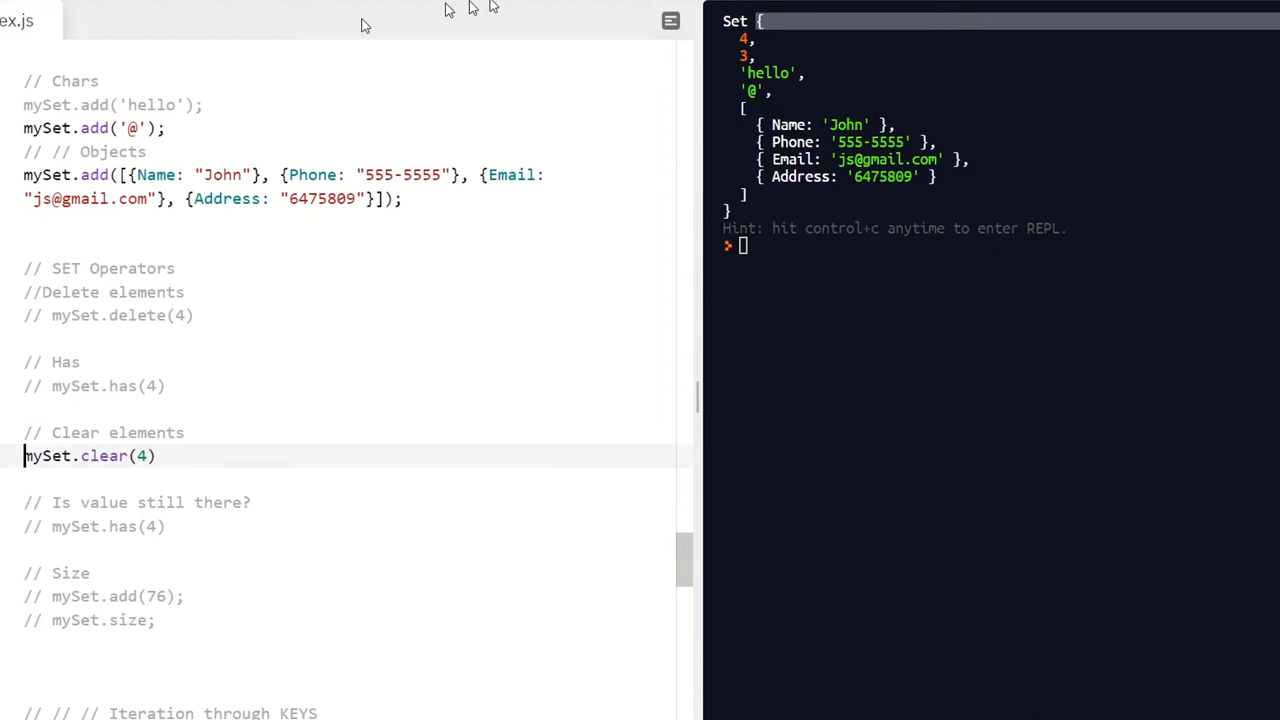 ex.js
// Chars
mySet.add('hello');
mySet.add('@');
// // Objects
mySet.add([{Name: "John"}, {Phone: "555-5555"}, {Email:
"js@gmail.com"}, {Address: "6475809"}]);
// SET Operators
//Delete elements
// mySet.delete(4)
// Has
// mySet.has(4)
// Clear elements
mySet.clear(4)
// Is value still there?
// mySet.has(4)
// Size
// mySet.add(76);
// mySet.size;
// // // Iteration through KEYS
Set {
4,
3,
'hello',
'@',
[
{ Name: 'John' },
{ Phone: '555-5555' },
{ Email: 'js@gmail.com' },
{ Address: '6475809' }
]
}
Hint: hit control+c anytime to enter REPL.
>